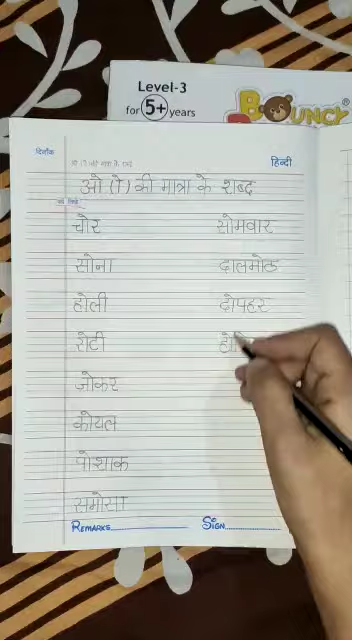 Level-3
for 5+ years
BOUNCY
दिनाँक
हिन्दी
ओ (ो) की मात्रा के शब्द
चोर सोमवार
सोना दालमोठ
होली दोपहर
रोटी
जोकर
कोयल
पोशाक
समोसा
REMARKS SIGN